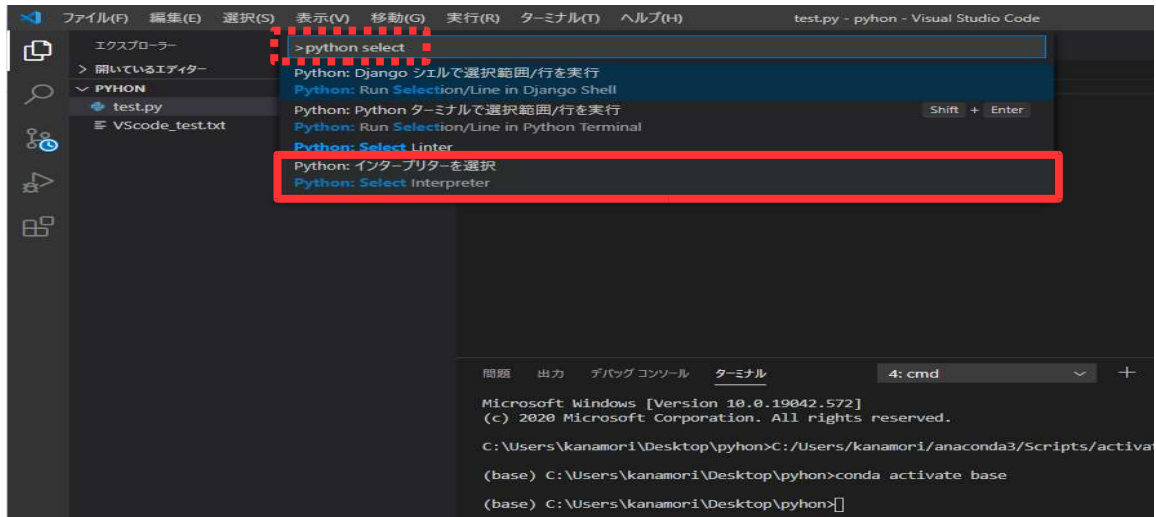 ファイル(F) 編集(E) 選択(S) 表示(V) 移動(G) 実行(R) ターミナル(T) ヘルプ(H) test.py - pyhon - Visual Studio Code
エクスプローラー
>python select
開いているエディター
PYHON
test.py
VScode_test.txt
Python: Django シェルで選択範囲/行を実行
Python: Run Selection/Line in Django Shell
Python: Python ターミナルで選択範囲/行を実行 Shift + Enter
Python: Run Selection/Line in Python Terminal
Python: Select Linter
Python: インタープリターを選択
Python: Select Interpreter
問題 出力 デバッグ コンソール ターミナル 4: cmd
Microsoft Windows [Version 10.0.19042.572]
(c) 2020 Microsoft Corporation. All rights reserved.
C:\Users\kanamori\Desktop\pyhon>C:/Users/kanamori/anaconda3/Scripts/activat
(base) C:\Users\kanamori\Desktop\pyhon>conda activate base
(base) C:\Users\kanamori\Desktop\pyhon>